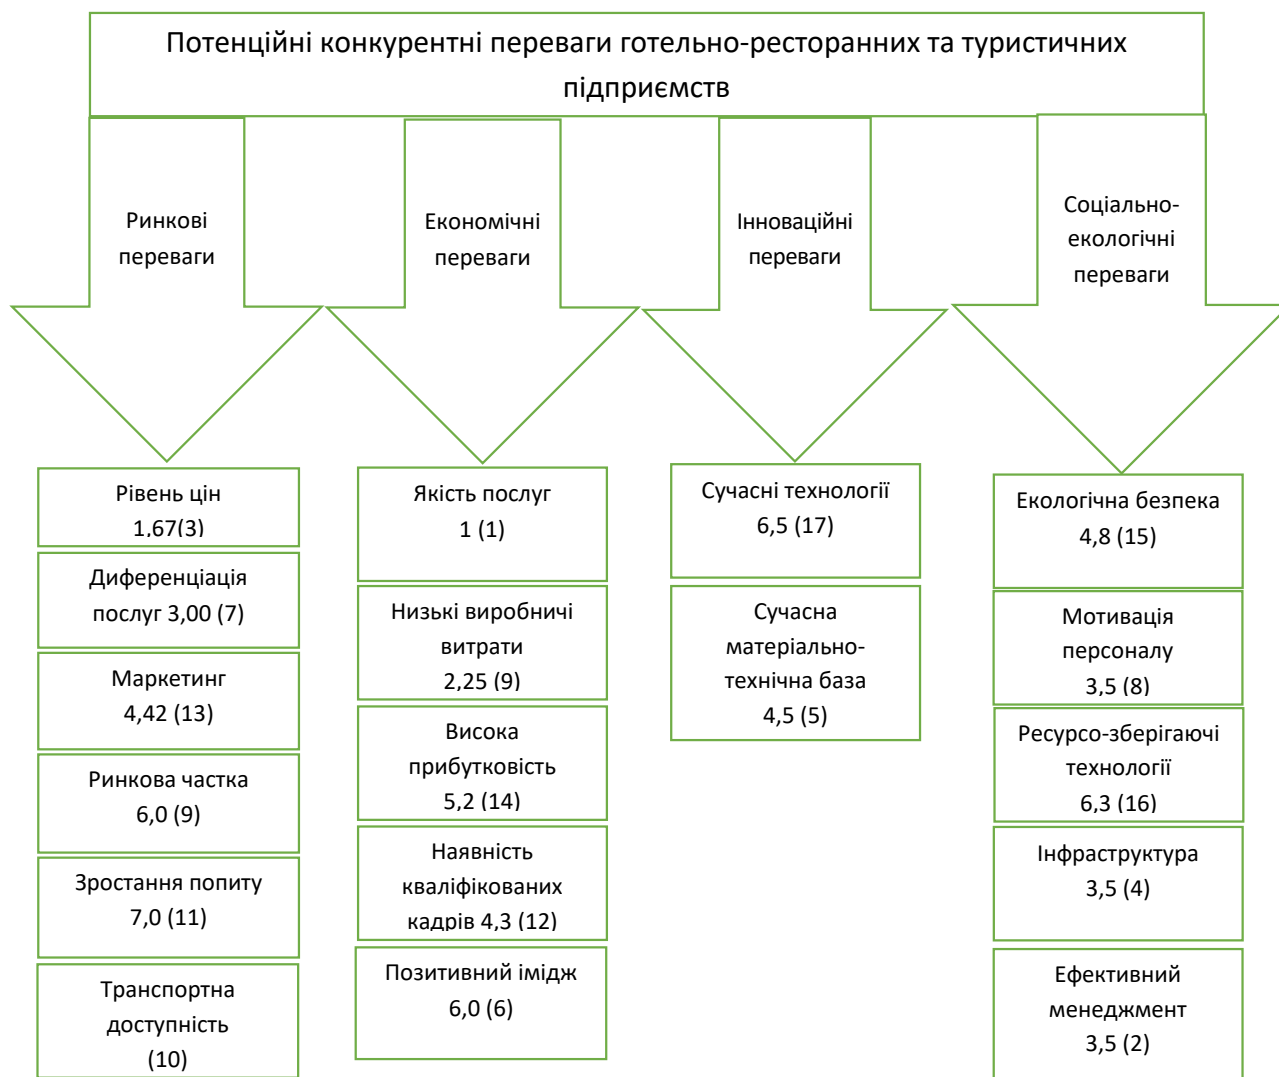 Потенційні конкурентні переваги готельно-ресторанних та туристичних
підприємств
Ринкові
переваги
Економічні
переваги
Інноваційні
переваги
Соціально-
екологічні
переваги
Рівень цін
1,67(3)
Диференціація
послуг 3,00 (7)
Маркетинг
4,42 (13)
Ринкова частка
6,0 (9)
Зростання попиту
7,0 (11)
Транспортна
доступність
(10)
Якість послуг
1 (1)
Низькі виробничі
витрати
2,25 (9)
Висока
прибутковість
5,2 (14)
Наявність
кваліфікованих
кадрів 4,3 (12)
Позитивний імідж
6,0 (6)
Сучасні технології
6,5 (17)
Сучасна
матеріально-
технічна база
4,5 (5)
Екологічна безпека
4,8 (15)
Мотивація
персоналу
3,5 (8)
Ресурсо-зберігаючі
технології
6,3 (16)
Інфраструктура
3,5 (4)
Ефективний
менеджмент
3,5 (2)